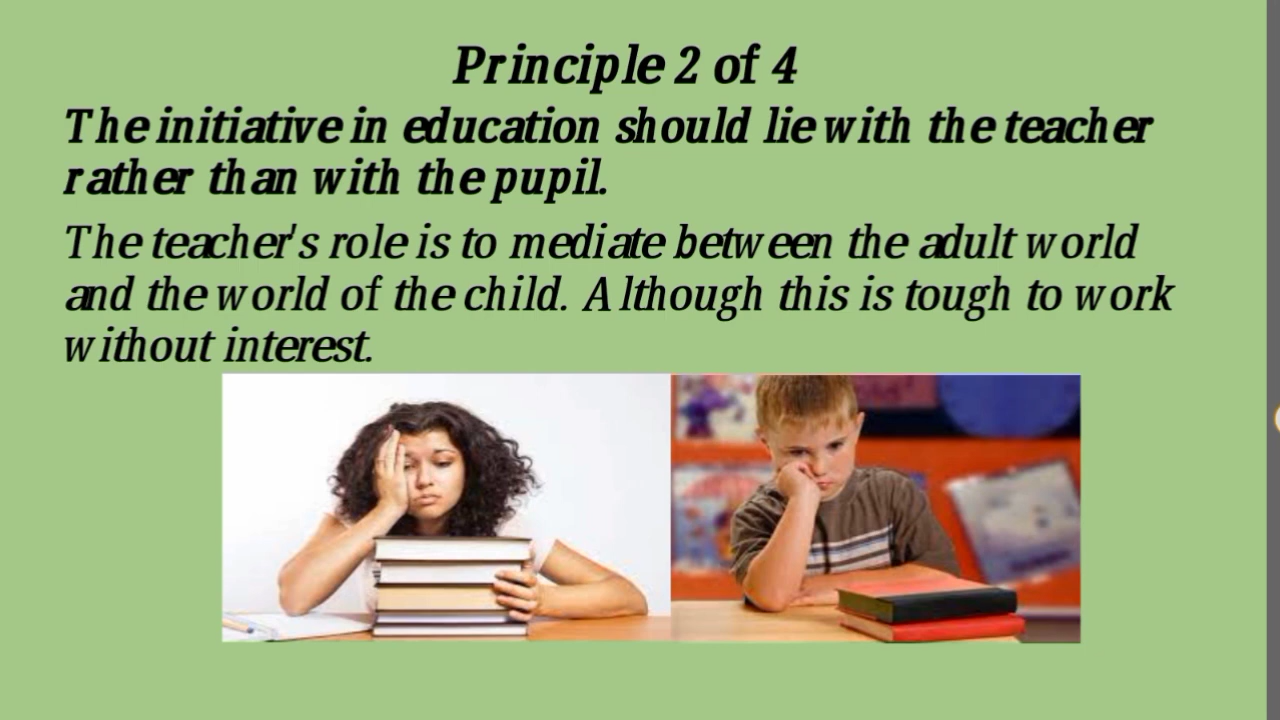 Principle 2 of 4
The initiative in education should lie with the teacher
rather than with the pupil.
The teacher's role is to mediate between the adult world
and the world of the child. Although this is tough to work
without interest.